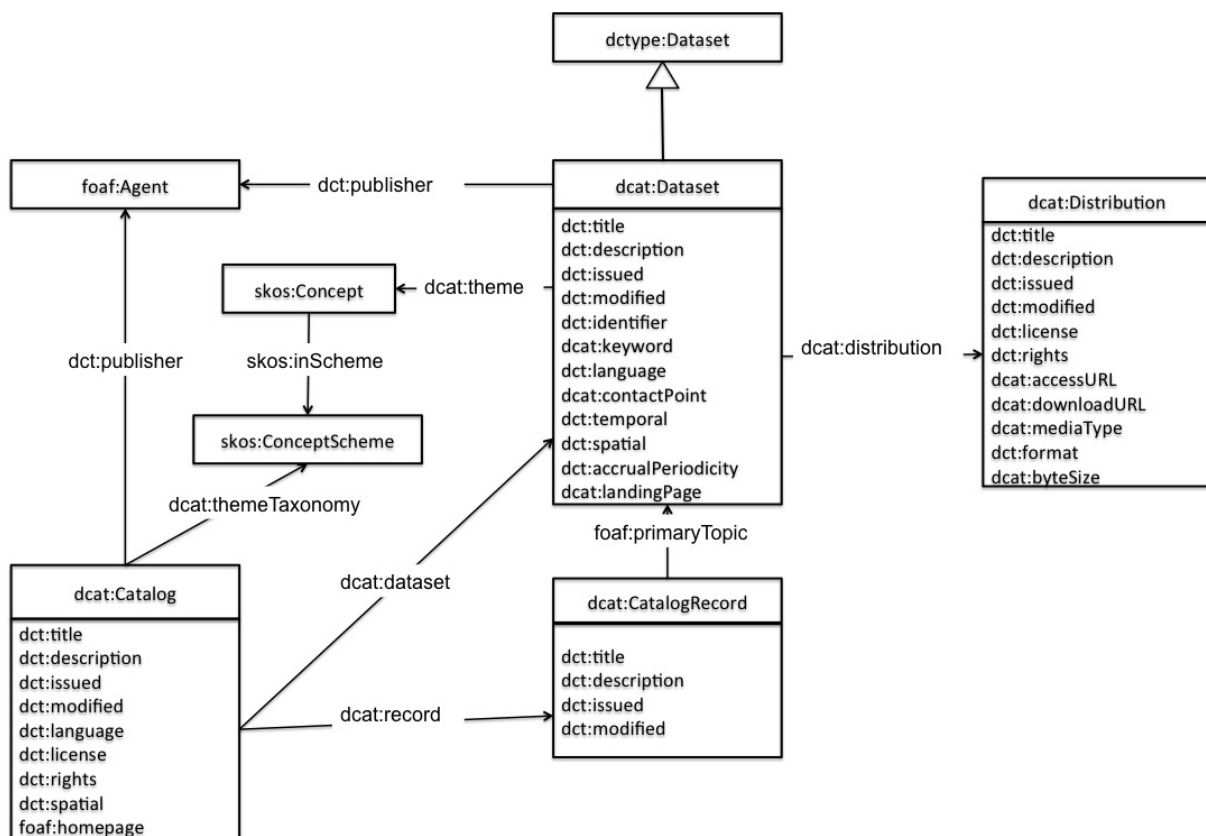 dctype:Dataset
foaf:Agent
dct:publisher
dcat:Dataset
dct:title
dct:description
dct:issued
dct:modified
dct:identifier
dcat:keyword
dct:language
dcat:contactPoint
dct:temporal
dct:spatial
dct:accrualPeriodicity
dcat:landingPage
dcat:Distribution
dct:title
dct:description
dct:issued
dct:modified
dct:license
dct:rights
dcat:accessURL
dcat:downloadURL
dcat:mediaType
dct:format
dcat:byteSize
skos:Concept
dcat:theme
dct:publisher
skos:inScheme
dcat:distribution
skos:ConceptScheme
dcat:themeTaxonomy
foaf:primaryTopic
dcat:dataset
dcat:Catalog
dct:title
dct:description
dct:issued
dct:modified
dct:language
dct:license
dct:rights
dct:spatial
foaf:homepage
dcat:record
dcat:CatalogRecord
dct:title
dct:description
dct:issued
dct:modified